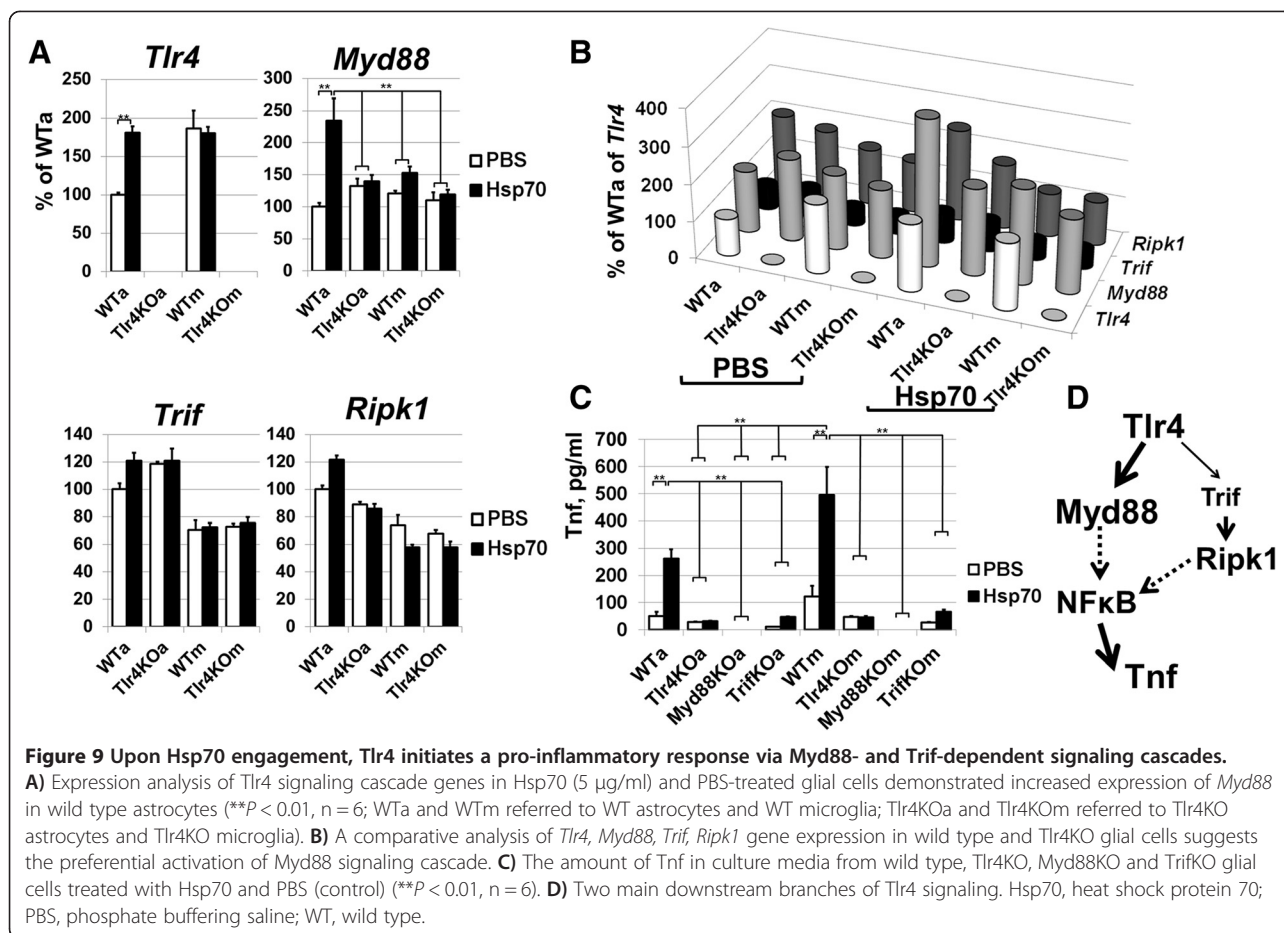 A
Tlr4
% of WTa
250
200
150
100
50
0
**
WTa
Tlr4KOa
WTm
Tlr4KOm
Myd88
350
300
250
200
150
100
50
0
**
**
PBS
Hsp70
WTa
Tlr4KOa
WTm
Tlr4KOm
Trif
140
120
100
80
60
40
20
0
WTa
Tlr4KOa
WTm
Tlr4KOm
Ripk1
140
120
100
80
60
40
20
0
PBS
Hsp70
WTa
Tlr4KOa
WTm
Tlr4KOm
B
% of WTa of Tlr4
400
300
200
100
0
Ripk1
Trif
Myd88
Tlr4
WTa
Tlr4KOa
WTm
Tlr4KOm
WTa
Tlr4KOa
WTm
Tlr4KOm
PBS
Hsp70
C
Tnf, pg/ml
700
600
500
400
300
200
100
0
**
**
**
**
**
PBS
Hsp70
WTa
Tlr4KOa
Myd88KOa
TrifKOa
WTm
Tlr4KOm
Myd88KOm
TrifKOm
D
Tlr4
Myd88
Trif
Ripk1
NFκB
Tnf
Figure 9 Upon Hsp70 engagement, Tlr4 initiates a pro-inflammatory response via Myd88- and Trif-dependent signaling cascades.
A) Expression analysis of Tlr4 signaling cascade genes in Hsp70 (5 μg/ml) and PBS-treated glial cells demonstrated increased expression of Myd88
in wild type astrocytes (**P < 0.01, n = 6; WTa and WTm referred to WT astrocytes and WT microglia; Tlr4KOa and Tlr4KOm referred to Tlr4KO
astrocytes and Tlr4KO microglia). B) A comparative analysis of Tlr4, Myd88, Trif, Ripk1 gene expression in wild type and Tlr4KO glial cells suggests
the preferential activation of Myd88 signaling cascade. C) The amount of Tnf in culture media from wild type, Tlr4KO, Myd88KO and TrifKO glial
cells treated with Hsp70 and PBS (control) (**P < 0.01, n = 6). D) Two main downstream branches of Tlr4 signaling. Hsp70, heat shock protein 70;
PBS, phosphate buffering saline; WT, wild type.